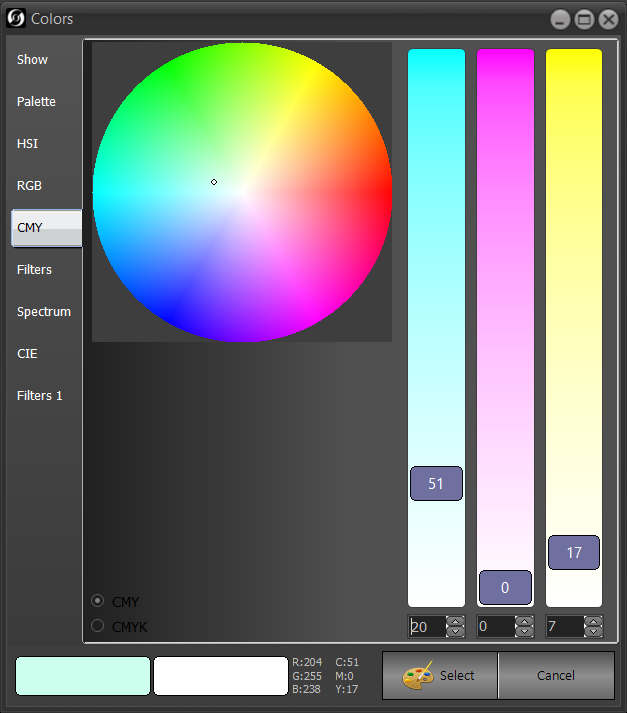 Colors
Show
Palette
HSI
RGB
CMY
Filters
Spectrum
CIE
Filters 1
51
0
17
CMY
CMYK
20
0
7
R:204 C:51
G:255 M:0
B:238 Y:17
Select
Cancel